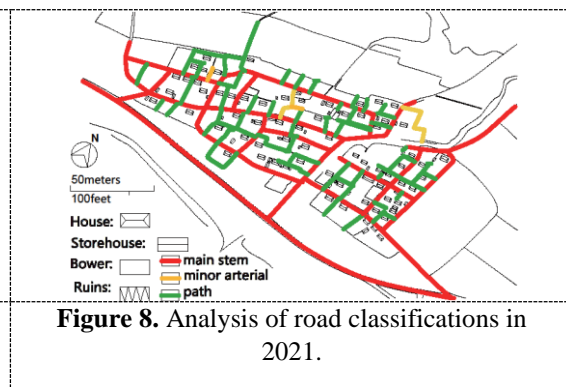 N
50meters
100feet
House:
Storehouse:
Bower:
Ruins:
main stem
minor arterial
path
Figure 8. Analysis of road classifications in
2021.